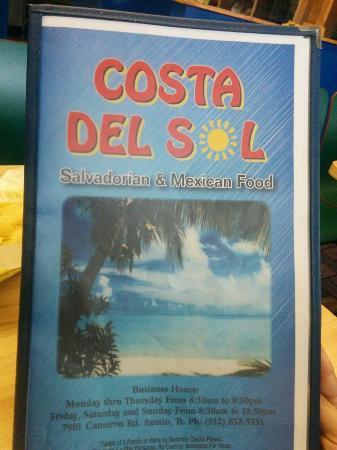 COSTA
DEL SOL
Salvadorian & Mexican Food
Business Hours:
Monday thru Thursday From 8:30am to 9:30pm
Friday, Saturday and Sunday From 8:30am to 10:30pm
7901 Cameron Rd. Austin, Tx. Ph: (512) 832-5331